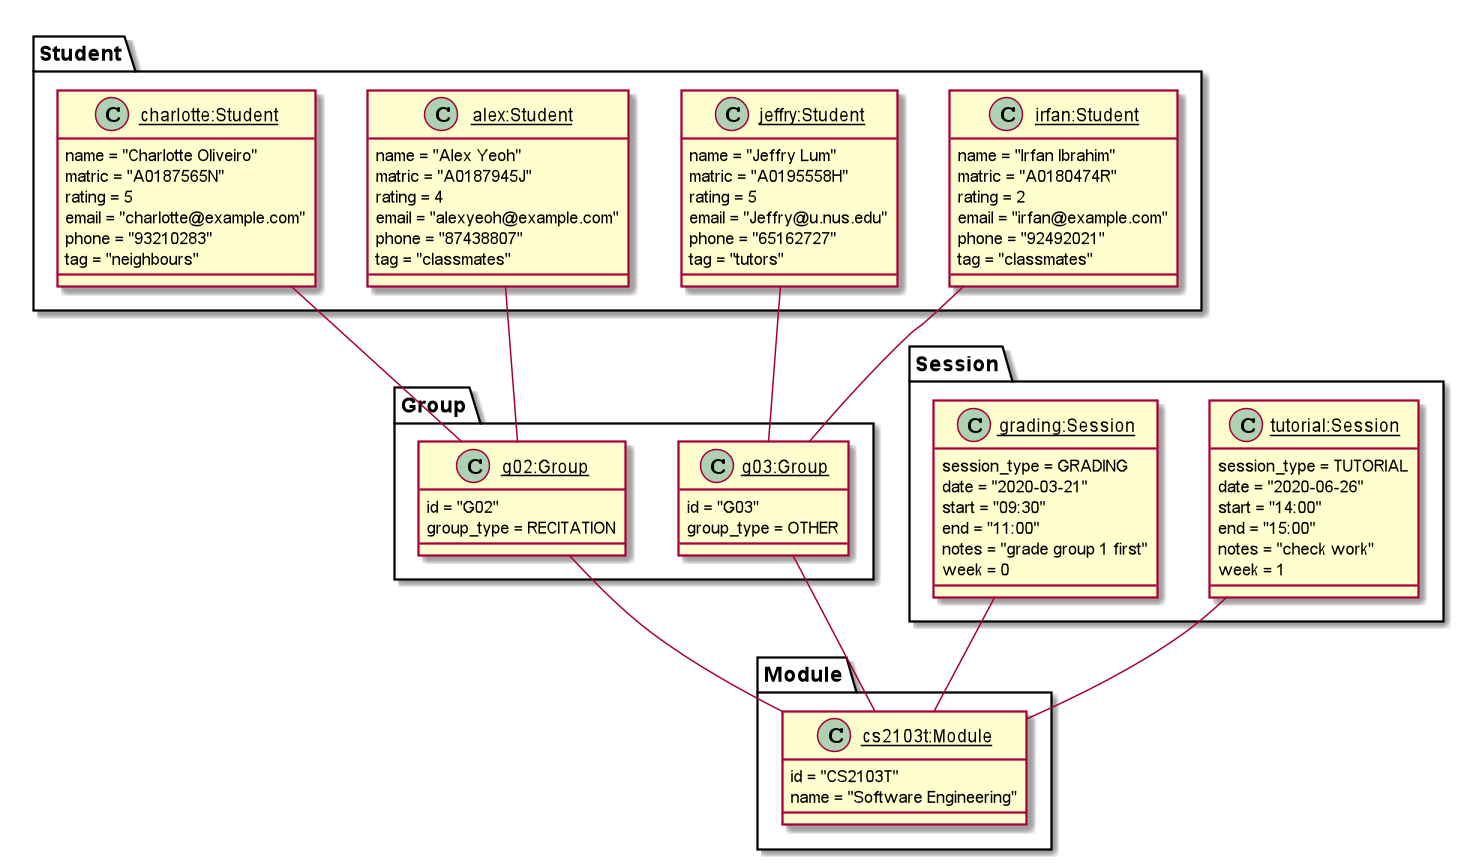 Student
C charlotte:Student
name = "Charlotte Oliveiro"
matric = "A0187565N"
rating = 5
email = "charlotte@example.com"
phone = "93210283"
tag = "neighbours"
C alex:Student
name = "Alex Yeoh"
matric = "A0187945J"
rating = 4
email = "alexyeoh@example.com"
phone = "87438807"
tag = "classmates"
C jeffry:Student
name = "Jeffry Lum"
matric = "A0195558H"
rating = 5
email = "Jeffry@u.nus.edu"
phone = "65162727"
tag = "tutors"
C irfan:Student
name = "Irfan Ibrahim"
matric = "A0180474R"
rating = 2
email = "irfan@example.com"
phone = "92492021"
tag = "classmates"
Group
C g02:Group
id = "G02"
group_type = RECITATION
C g03:Group
id = "G03"
group_type = OTHER
Session
C grading:Session
session_type = GRADING
date = "2020-03-21"
start = "09:30"
end = "11:00"
notes = "grade group 1 first"
week = 0
C tutorial:Session
session_type = TUTORIAL
date = "2020-06-26"
start = "14:00"
end = "15:00"
notes = "check work"
week = 1
Module
C cs2103t:Module
id = "CS2103T"
name = "Software Engineering"